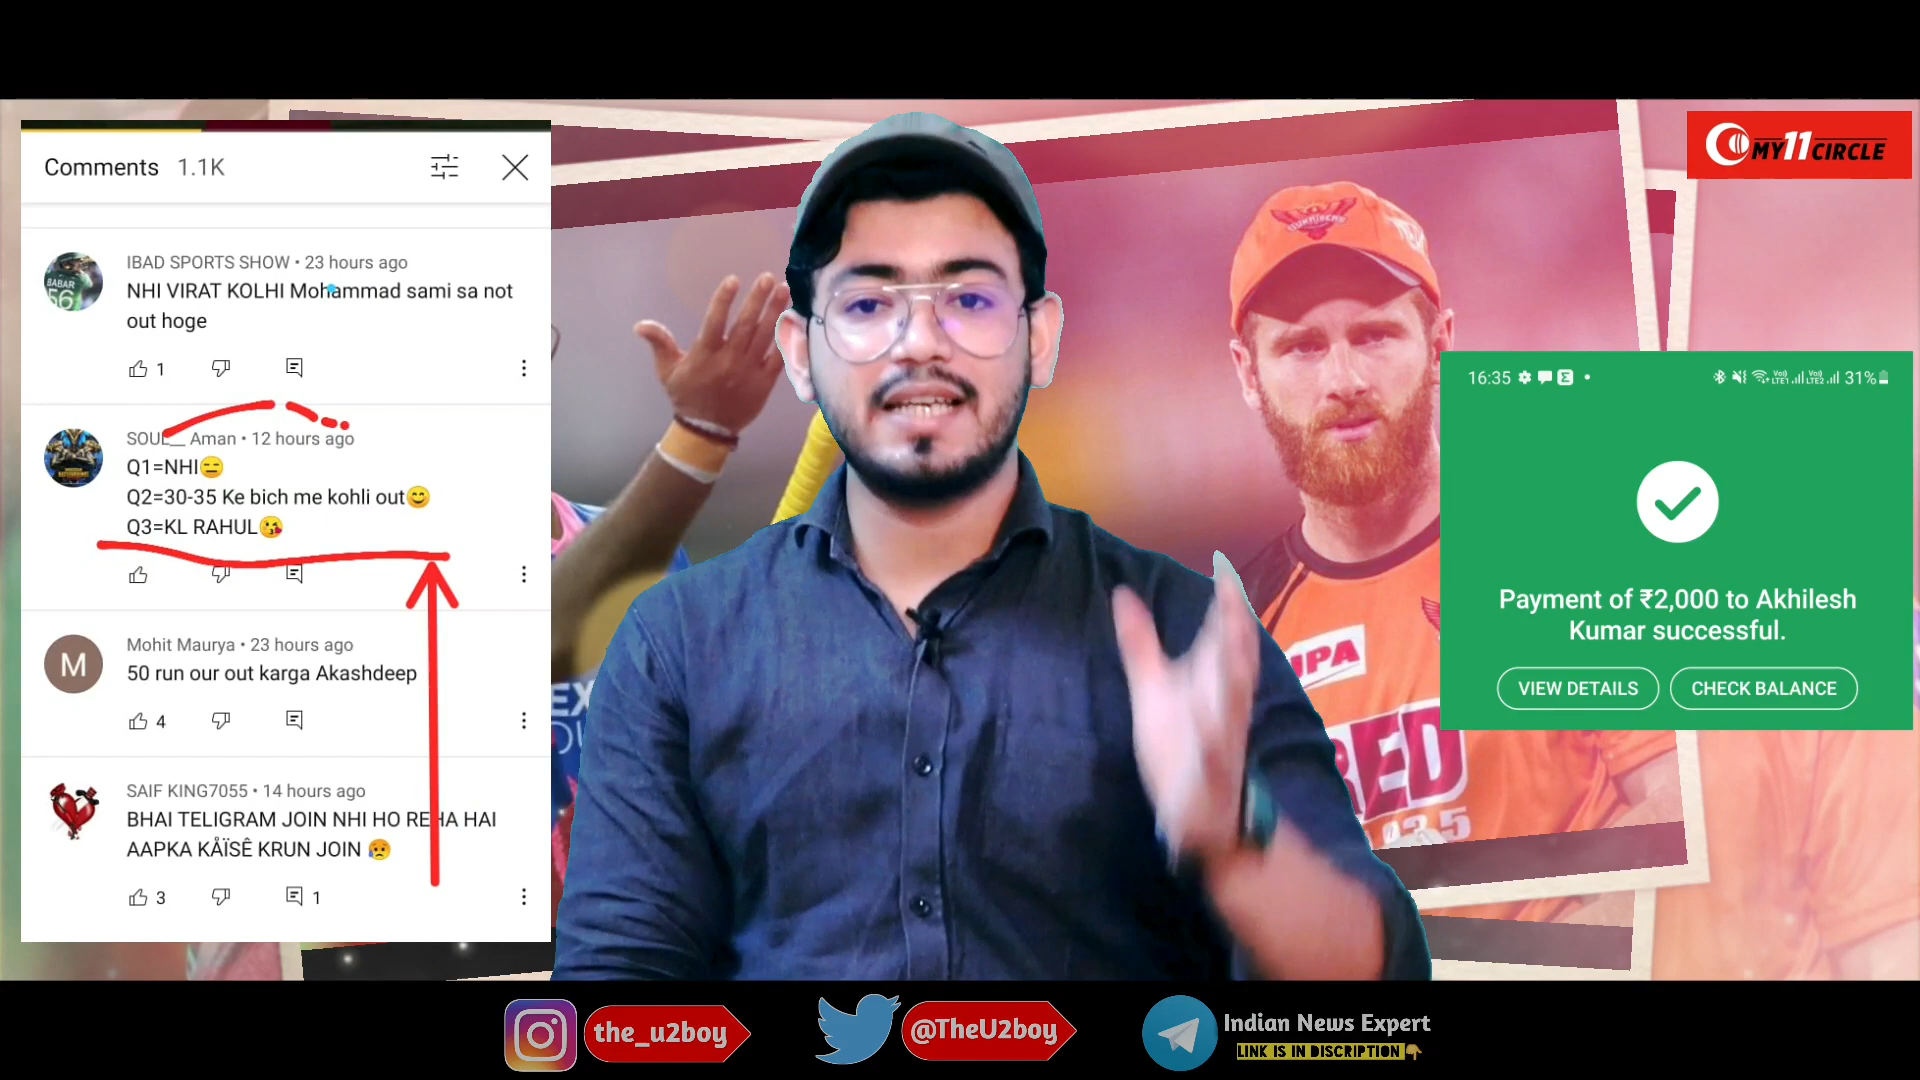 Comments 1.1K
IBAD SPORTS SHOW • 23 hours ago
NHI VIRAT KOLHI Mohammad sami sa not
out hoge
1
SOUL__ Aman • 12 hours ago
Q1=NHI😑
Q2=30-35 Ke bich me kohli out😊
Q3=KL RAHUL😘
M
Mohit Maurya • 23 hours ago
50 run our out karga Akashdeep
4
SAIF KING7055 • 14 hours ago
BHAI TELIGRAM JOIN NHI HO REHA HAI
AAPKA KÅÏSÊ KRUN JOIN 😥
3 1
BABAR
56
MY11CIRCLE
16:35
31%
Payment of ₹2,000 to Akhilesh
Kumar successful.
VIEW DETAILS CHECK BALANCE
the_u2boy
@TheU2boy
Indian News Expert
LINK IS IN DISCRIPTION👇